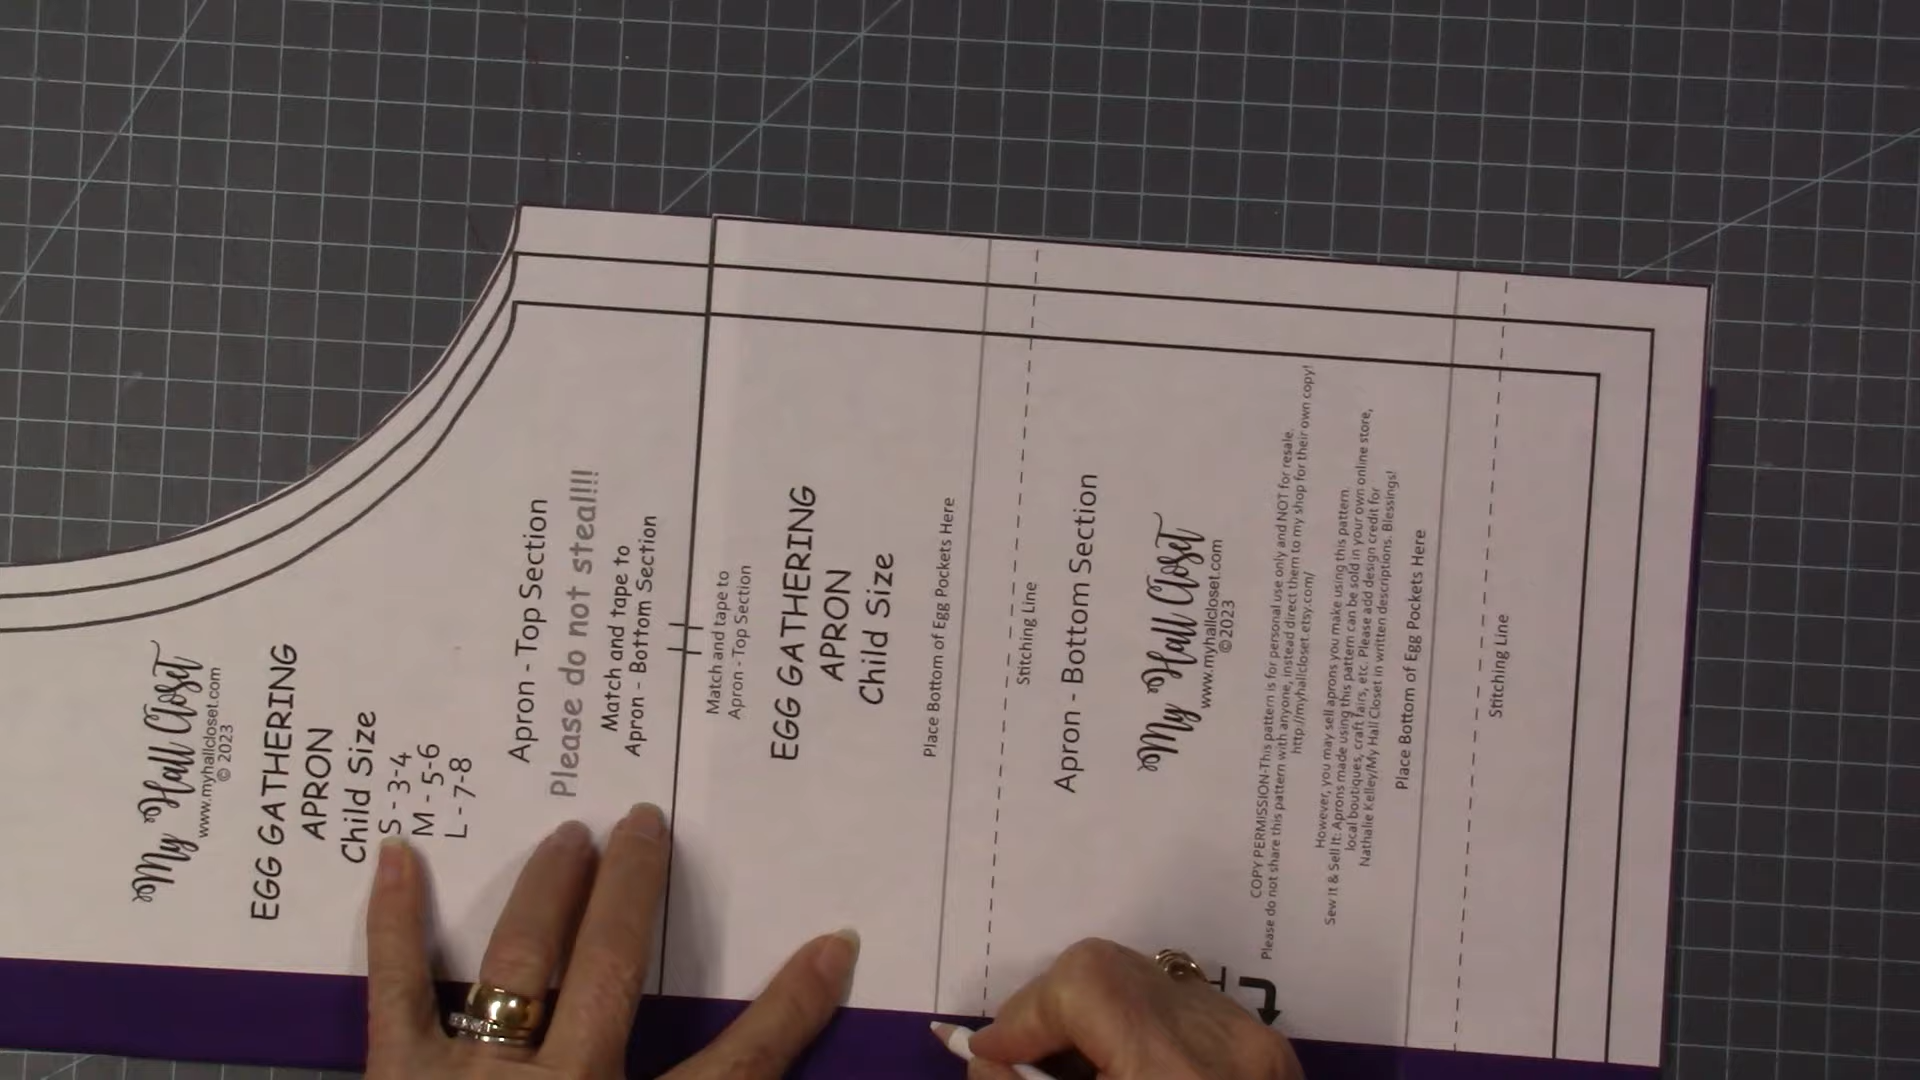 My Hall Closet
www.myhallcloset.com
© 2023
EGG GATHERING
APRON
Child Size
S - 3-4
M - 5-6
L - 7-8
Apron - Top Section
Please do not steal!!!
Match and tape to
Apron - Bottom Section
Match and tape to
Apron - Top Section
EGG GATHERING
APRON
Child Size
Place Bottom of Egg Pockets Here
Stitching Line
Apron - Bottom Section
My Hall Closet
www.myhallcloset.com
©2023
COPY PERMISSION-This pattern is for personal use only and NOT for resale.
Please do not share this pattern with anyone, instead direct them to my shop for their own copy!
http://myhallcloset.etsy.com/
However, you may sell aprons you make using this pattern.
Sew It & Sell It: Aprons made using this pattern can be sold in your own online store,
local boutiques, craft fairs, etc. Please add design credit for
Nathalie Kelley/My Hall Closet in written descriptions. Blessings!
Place Bottom of Egg Pockets Here
Stitching Line